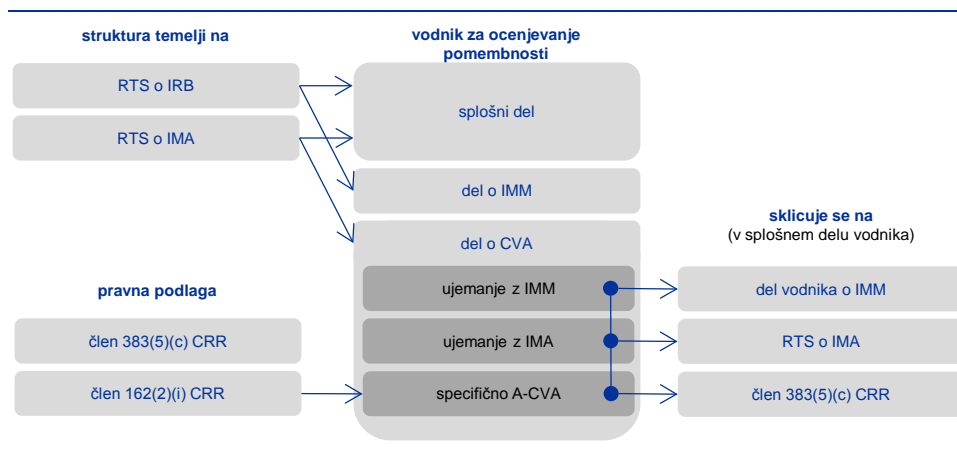 struktura temelji na
RTS o IRB
RTS o IMA
pravna podlaga
člen 383(5)(c) CRR
člen 162(2)(i) CRR
vodnik za ocenjevanje
pomembnosti
splošni del
del o IMM
del o CVA
ujemanje z IMM
ujemanje z IMA
specifično A-CVA
sklicuje se na
(v splošnem delu vodnika)
del vodnika o IMM
RTS o IMA
člen 383(5)(c) CRR